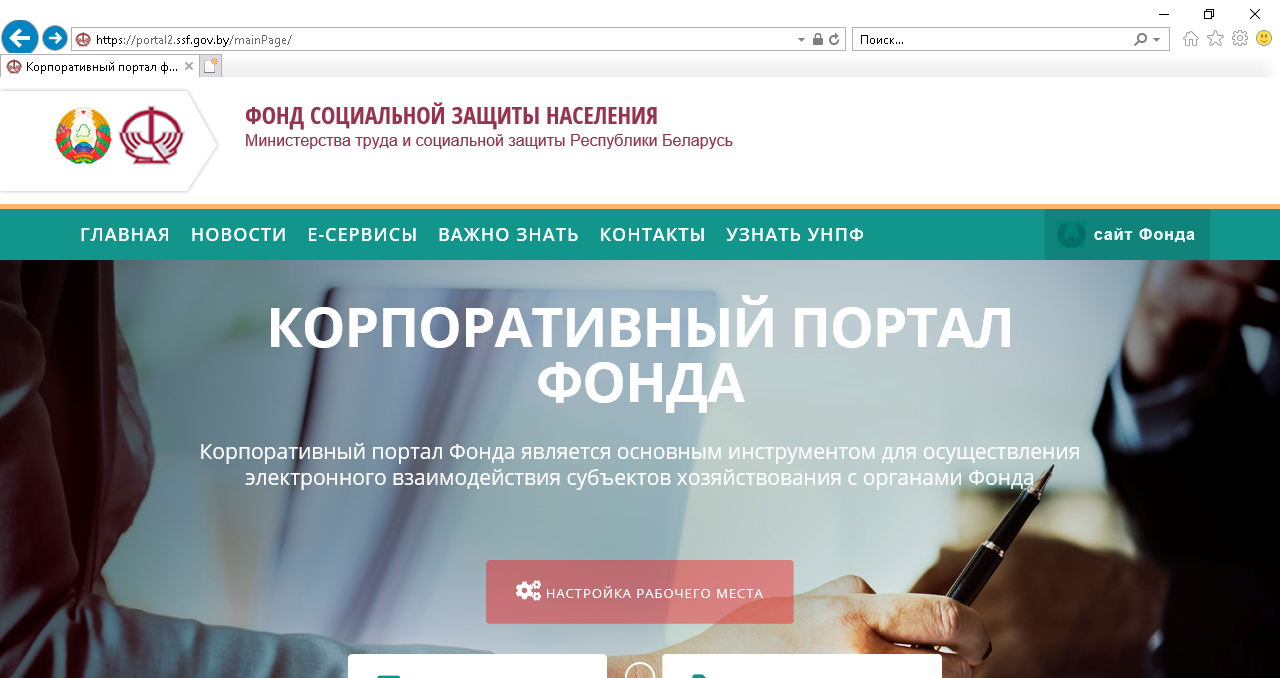 https://portal2.ssf.gov.by/mainPage/
Поиск...
Корпоративный портал ф...
ФОНД СОЦИАЛЬНОЙ ЗАЩИТЫ НАСЕЛЕНИЯ
Министерства труда и социальной защиты Республики Беларусь
ГЛАВНАЯ НОВОСТИ Е-СЕРВИСЫ ВАЖНО ЗНАТЬ КОНТАКТЫ УЗНАТЬ УНПФ сайт Фонда
КОРПОРАТИВНЫЙ ПОРТАЛ
ФОНДА
Корпоративный портал Фонда является основным инструментом для осуществления
электронного взаимодействия субъектов хозяйствования с органами Фонда
НАСТРОЙКА РАБОЧЕГО МЕСТА